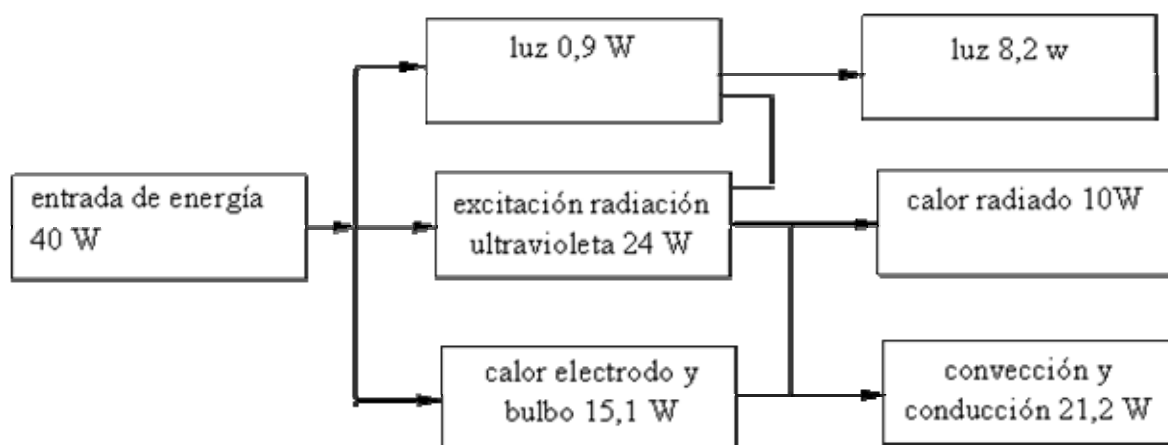 luz 0,9 W
luz 8,2 w
entrada de energía
40 W
excitación radiación
ultravioleta 24 W
calor radiado 10W
calor electrodo y
bulbo 15,1 W
convección y
conducción 21,2 W